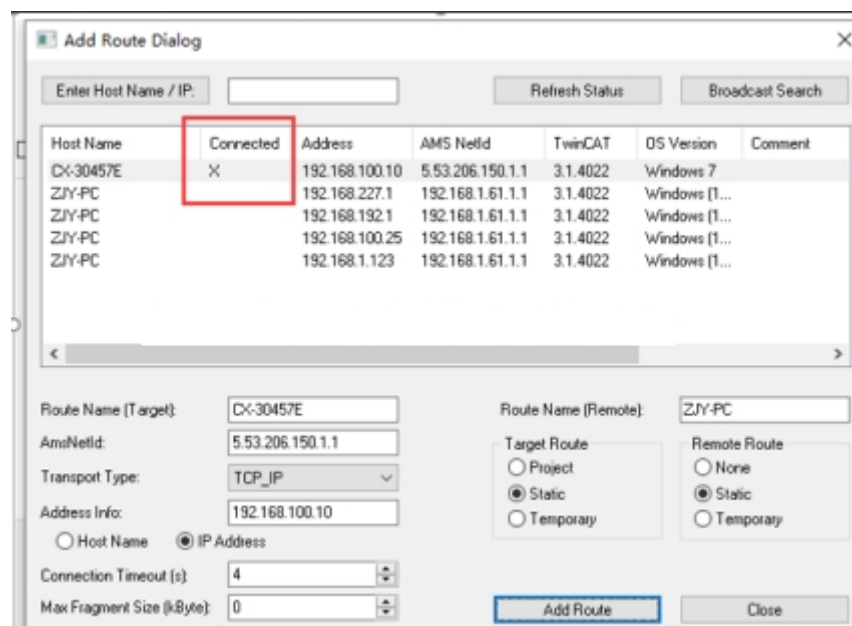 Add Route Dialog
Enter Host Name / IP: Refresh Status Broadcast Search
Host Name Connected Address AMS NetId TwinCAT OS Version Comment
CX-30457E X 192.168.100.10 5.53.206.150.1.1 3.1.4022 Windows 7
ZJY-PC 192.168.227.1 192.168.1.61.1.1 3.1.4022 Windows (1...
ZJY-PC 192.168.192.1 192.168.1.61.1.1 3.1.4022 Windows (1...
ZJY-PC 192.168.100.25 192.168.1.61.1.1 3.1.4022 Windows (1...
ZJY-PC 192.168.1.123 192.168.1.61.1.1 3.1.4022 Windows (1...
Route Name (Target): CX-30457E Route Name (Remote): ZJY-PC
AmsNetId: 5.53.206.150.1.1 Target Route Remote Route
Project None
Transport Type: TCP_IP
Static Static
Address Info: 192.168.100.10
Temporary Temporary
Host Name IP Address
Connection Timeout (s): 4
Max Fragment Size (kByte): 0 Add Route Close